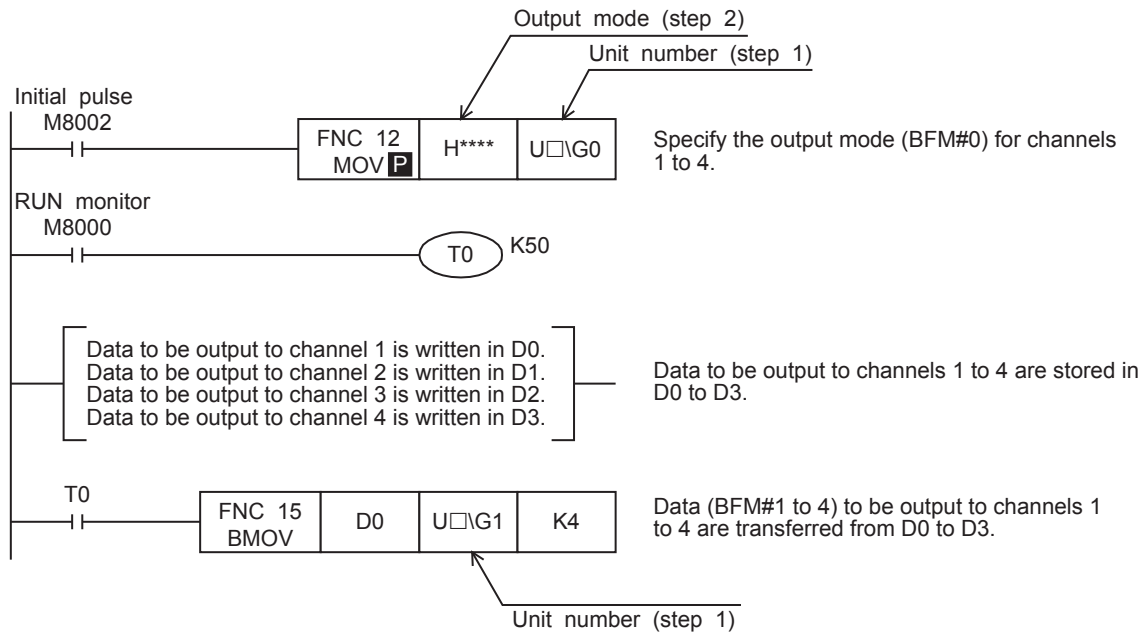 Output mode (step 2)
Unit number (step 1)
Initial pulse
M8002
FNC 12
MOV P
H****
U□\G0
Specify the output mode (BFM#0) for channels
1 to 4.
RUN monitor
M8000
T0
K50
Data to be output to channel 1 is written in D0.
Data to be output to channel 2 is written in D1.
Data to be output to channel 3 is written in D2.
Data to be output to channel 4 is written in D3.
Data to be output to channels 1 to 4 are stored in
D0 to D3.
T0
FNC 15
BMOV
D0
U□\G1
K4
Data (BFM#1 to 4) to be output to channels 1
to 4 are transferred from D0 to D3.
Unit number (step 1)